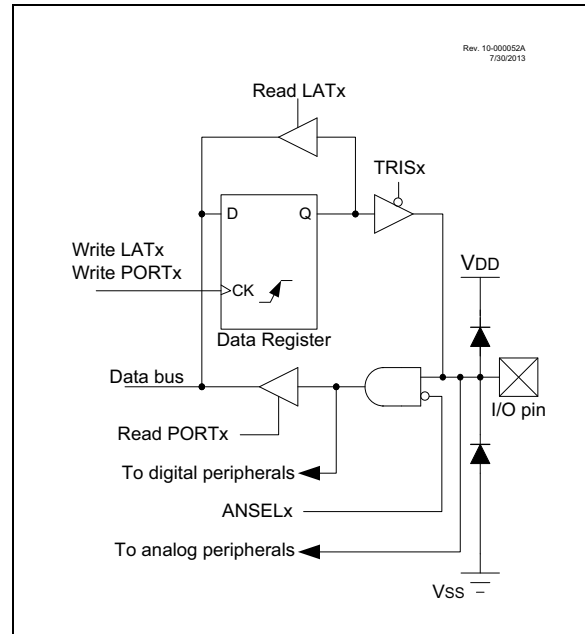 Rev. 10-000052A
7/30/2013
Read LATx
TRISx
D Q
Write LATx
Write PORTx
CK
Data Register
VDD
Data bus
I/O pin
Read PORTx
To digital peripherals
ANSELx
To analog peripherals
Vss